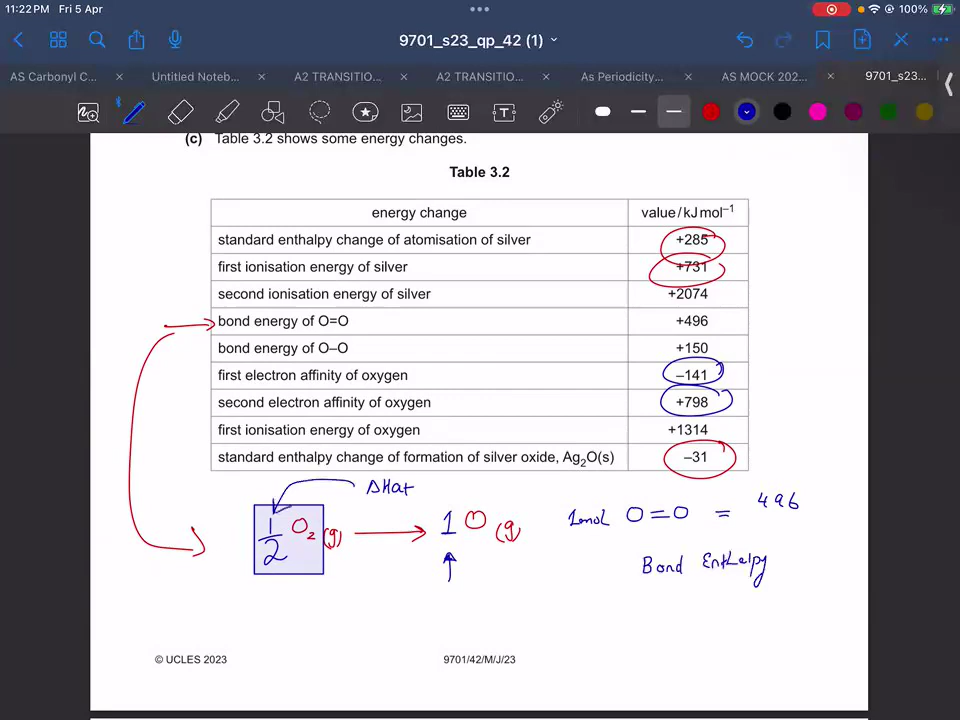 11:22 PM Fri 5 Apr
100%
9701_s23_qp_42 (1)
AS Carbonyl C...
Untitled Noteb...
A2 TRANSITIO...
A2 TRANSITIO...
As Periodicity...
AS MOCK 202...
9701_s23...
(c) Table 3.2 shows some energy changes.
Table 3.2
energy change value / kJ mol⁻¹
standard enthalpy change of atomisation of silver +285
first ionisation energy of silver +731
second ionisation energy of silver +2074
bond energy of O=O +496
bond energy of O–O +150
first electron affinity of oxygen –141
second electron affinity of oxygen +798
first ionisation energy of oxygen +1314
standard enthalpy change of formation of silver oxide, Ag₂O(s) –31
ΔHat
1/2 O₂ (g) → 1 O (g)
1mol O=O = 496
Bond Enthalpy
© UCLES 2023
9701/42/M/J/23